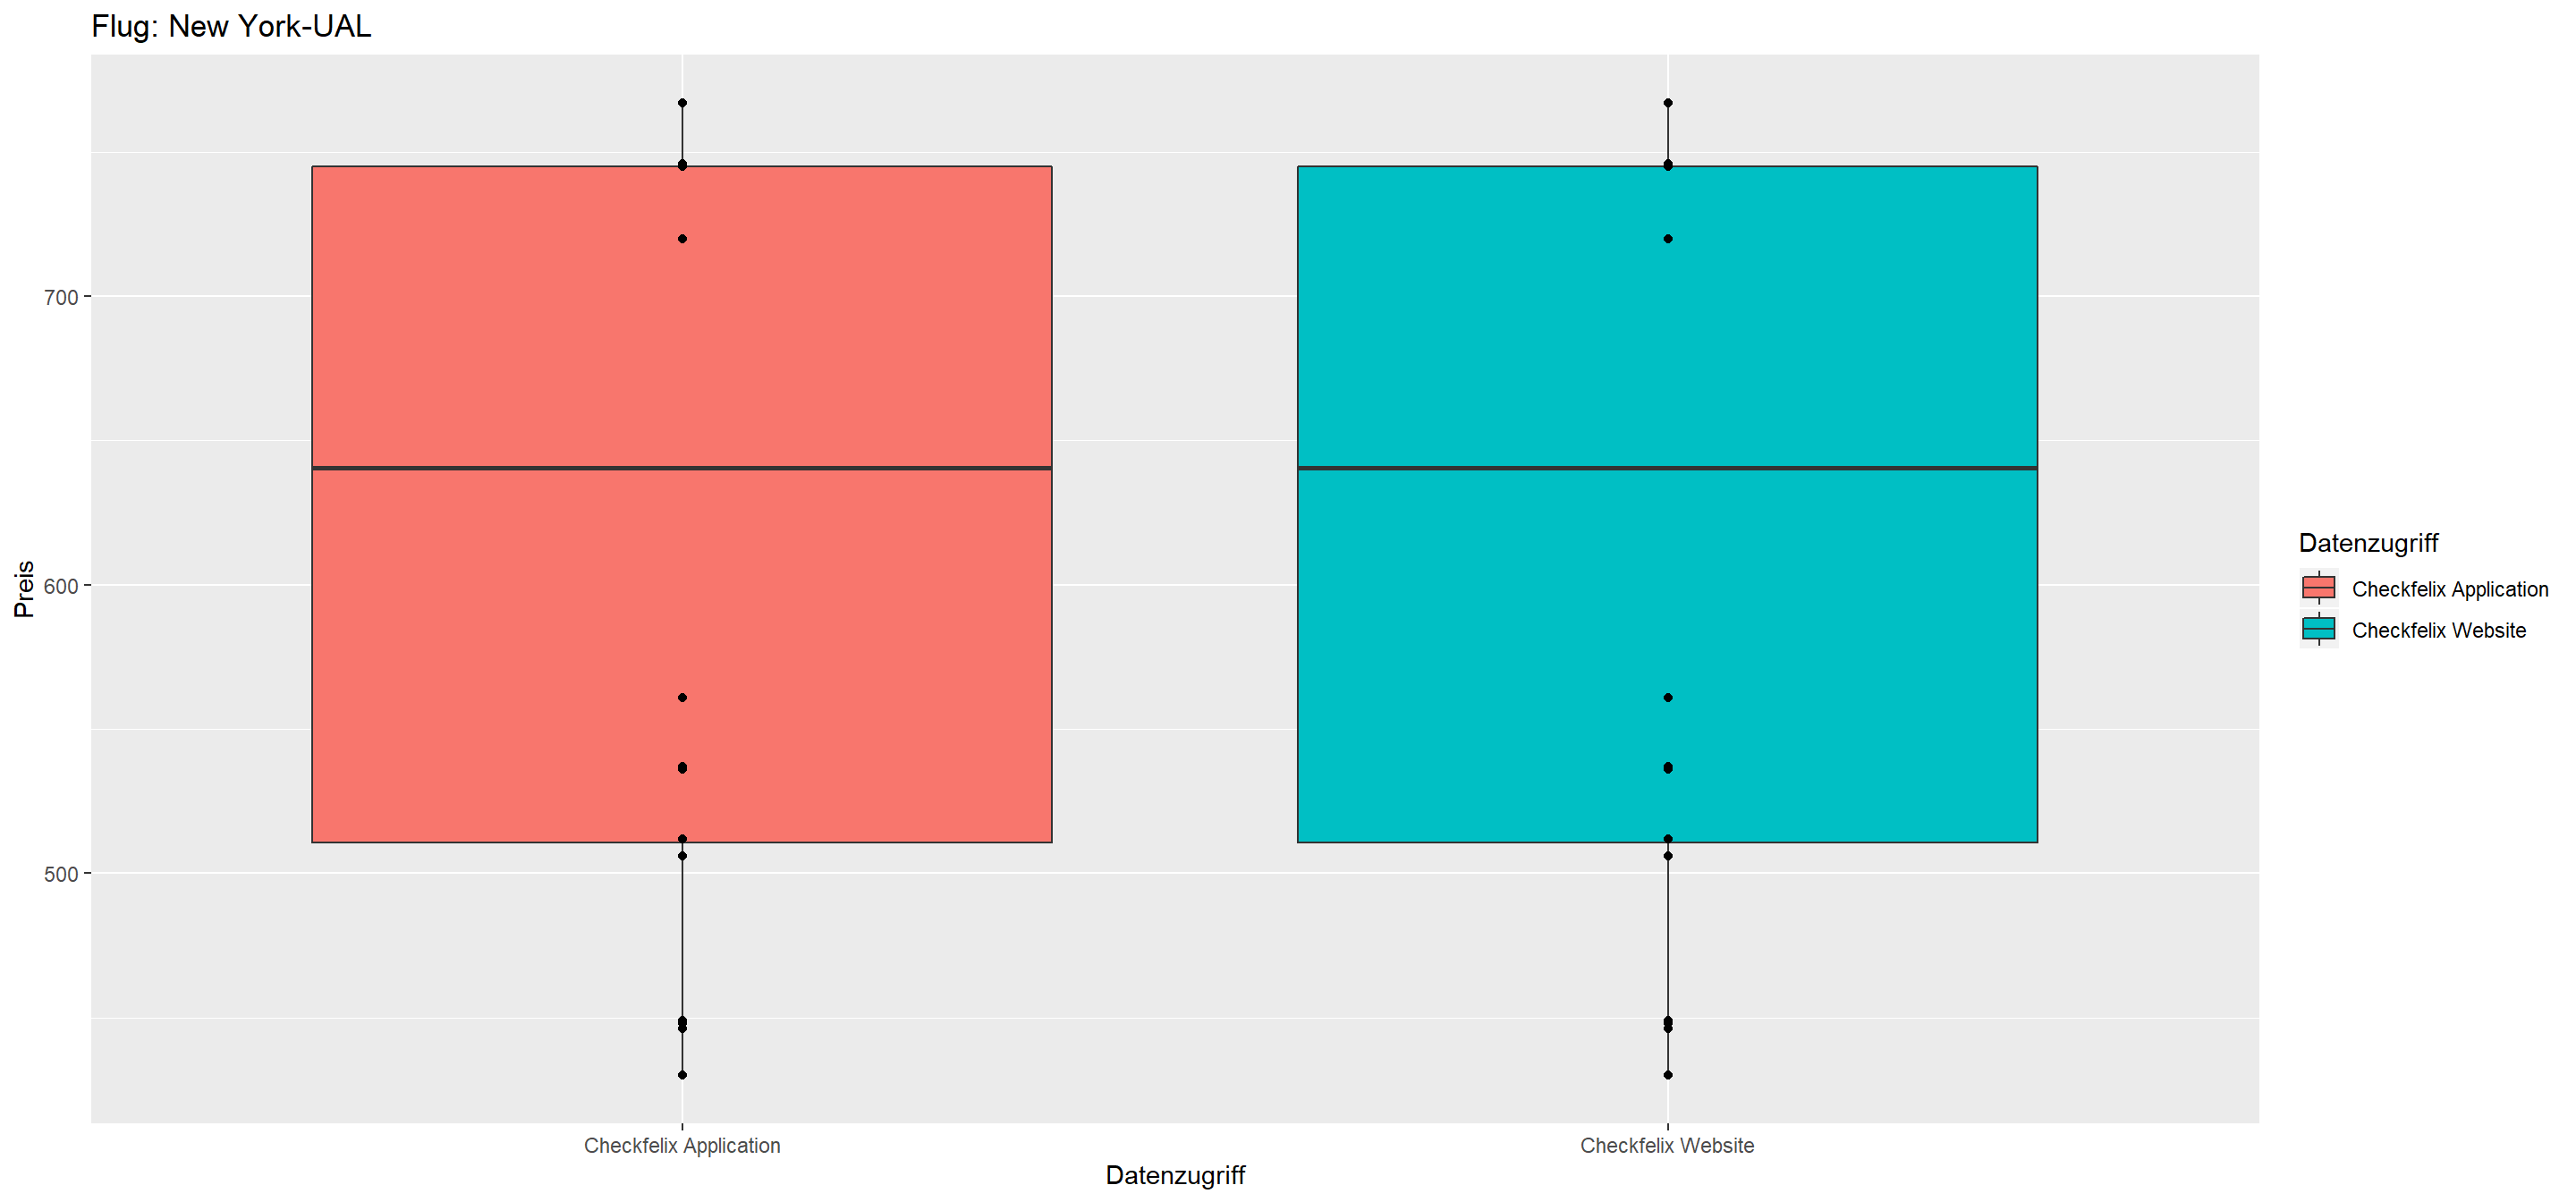 Flug: New York-UAL
Preis
700
600
500
Checkfelix Application
Checkfelix Website
Datenzugriff
Datenzugriff
Checkfelix Application
Checkfelix Website